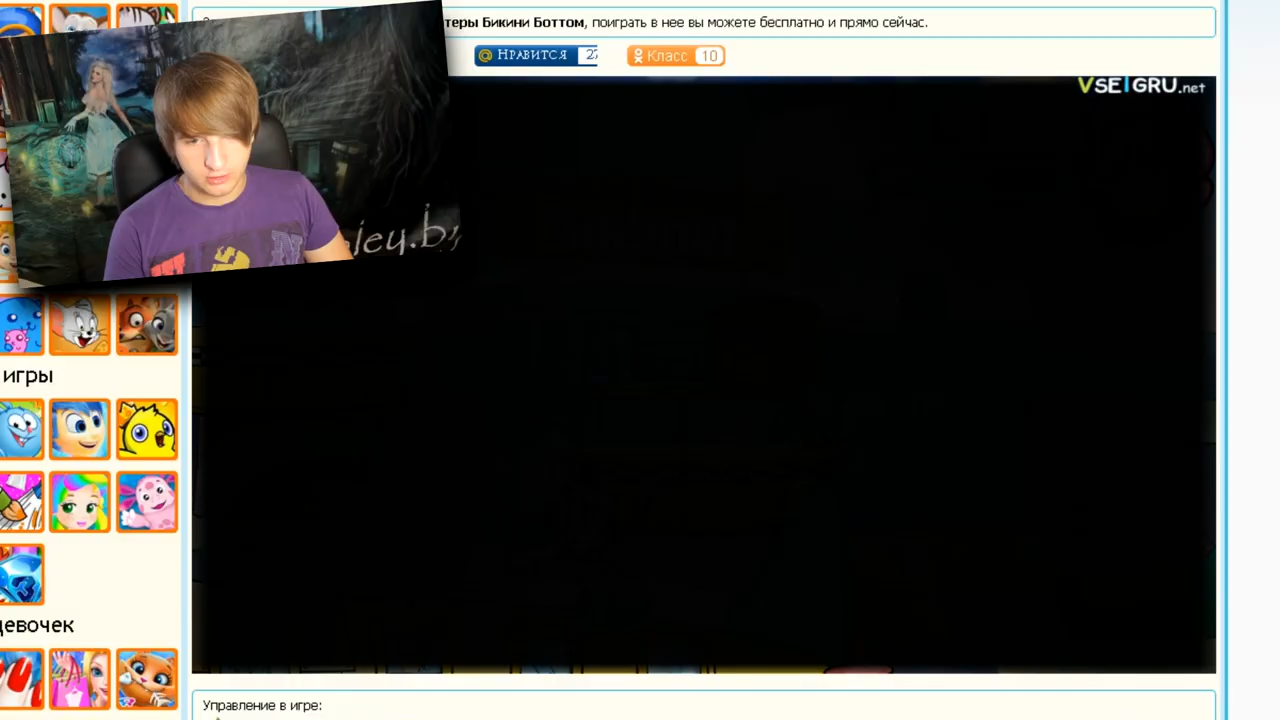 теры Бикини Боттом, поиграть в нее вы можете бесплатно и прямо сейчас.
Нравится
Класс 10
VSEIGRU.net
игры
девочек
Управление в игре: